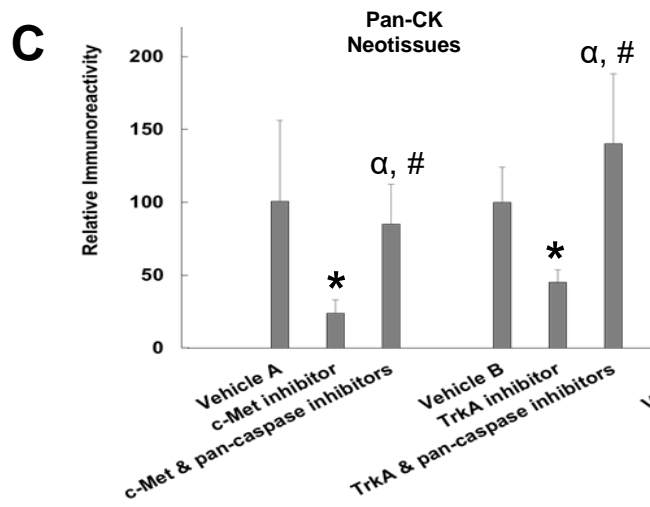 C
Pan-CK
Neotissues
Relative Immunoreactivity
200
150
100
50
0
α, #
α, #
*
*
Vehicle A
c-Met inhibitor
c-Met & pan-caspase inhibitors
Vehicle B
TrkA inhibitor
TrkA & pan-caspase inhibitors
V